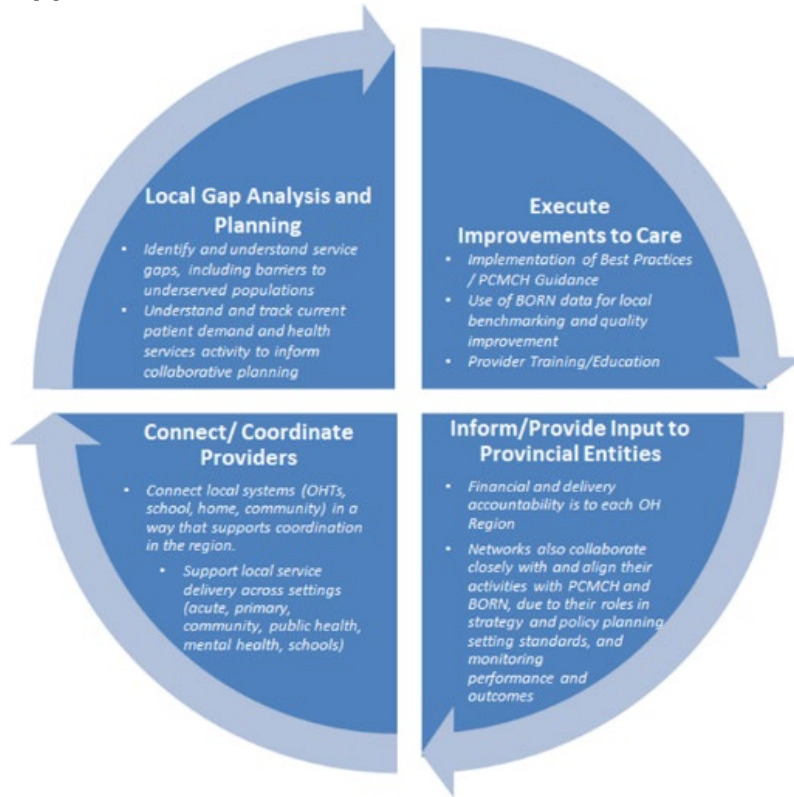 Local Gap Analysis and
Planning
• Identify and understand service
gaps, including barriers to
underserved populations
• Understand and track current
patient demand and health
services activity to inform
collaborative planning
Execute
Improvements to Care
• Implementation of Best Practices
/ PCMCH Guidance
• Use of BORN data for local
benchmarking and quality
improvement
• Provider Training/Education
Connect/ Coordinate
Providers
• Connect local systems (OHTs,
school, home, community) in a
way that supports coordination
in the region.
• Support local service
delivery across settings
(acute, primary,
community, public health,
mental health, schools)
Inform/Provide Input to
Provincial Entities
• Financial and delivery
accountability is to each OH
Region
• Networks also collaborate
closely with and align their
activities with PCMCH and
BORN, due to their roles in
strategy and policy planning,
setting standards, and
monitoring
performance and
outcomes